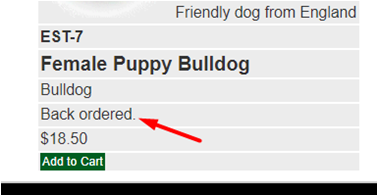 Friendly dog from England
EST-7
Female Puppy Bulldog
Bulldog
Back ordered.
$18.50
Add to Cart